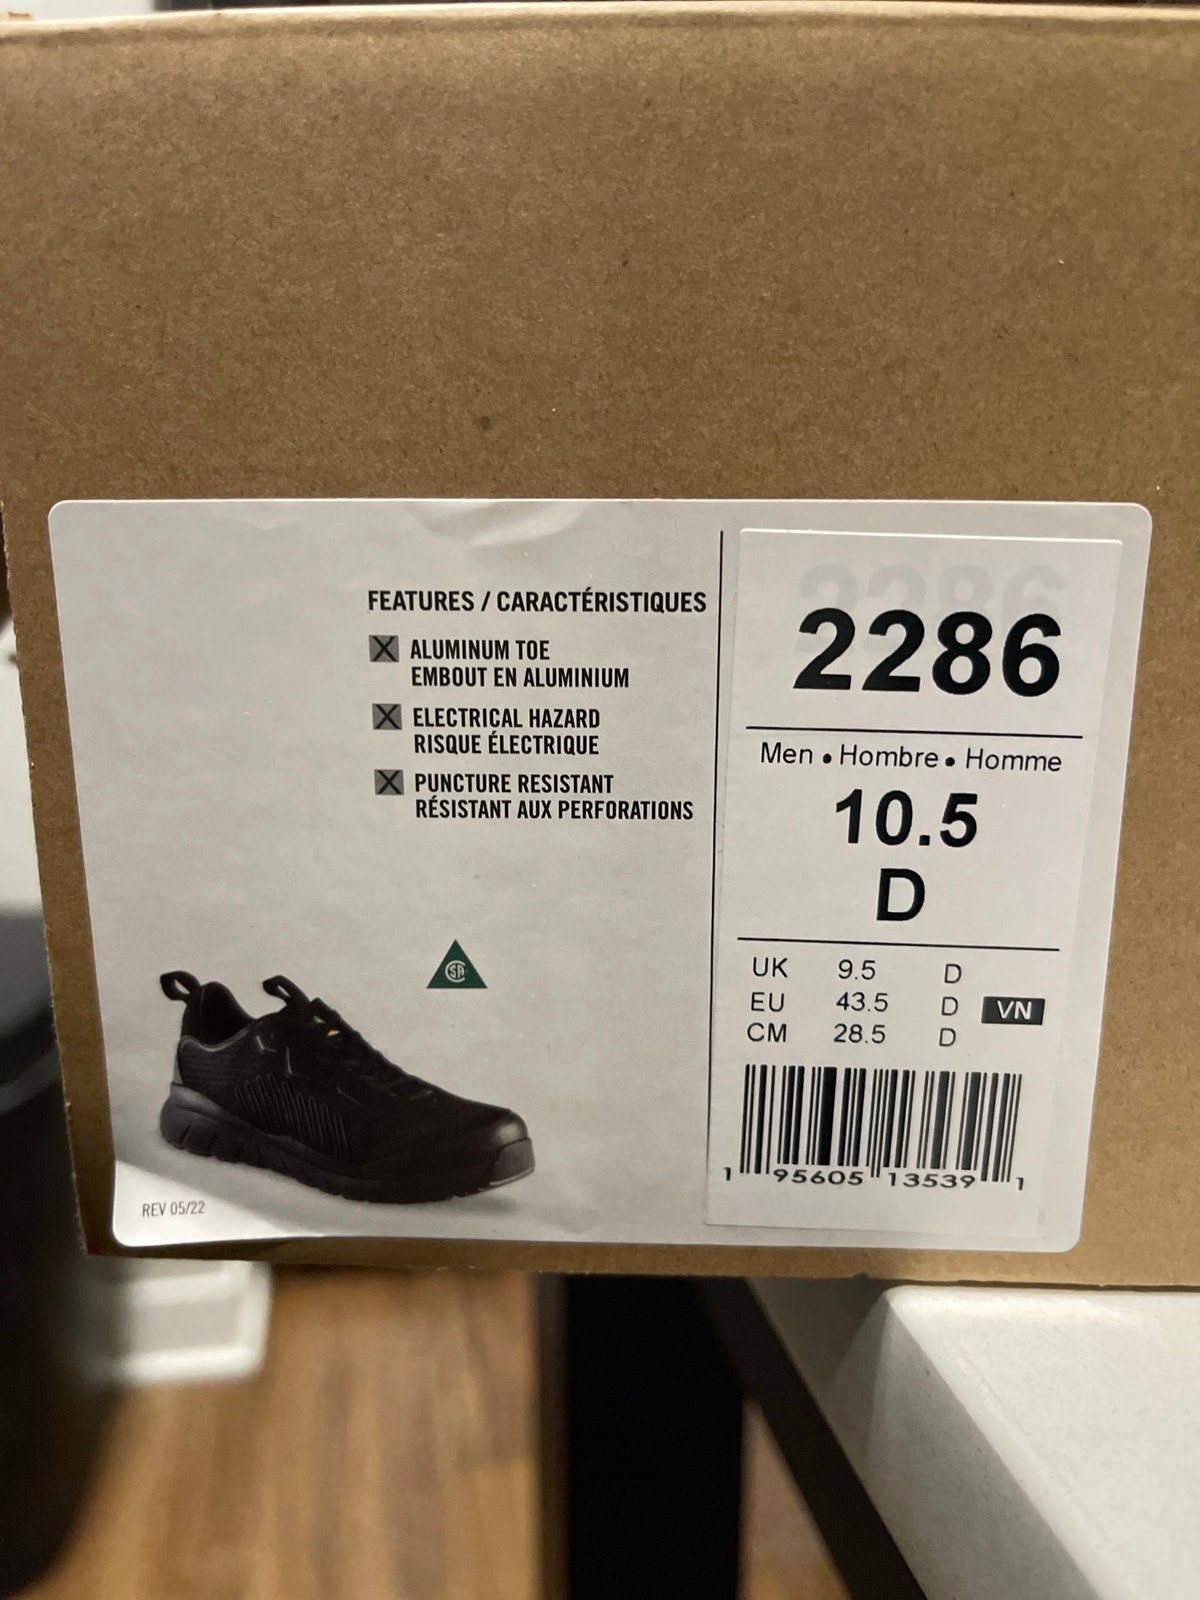 FEATURES / CARACTÉRISTIQUES
ALUMINUM TOE
EMBOUT EN ALUMINIUM
ELECTRICAL HAZARD
RISQUE ÉLECTRIQUE
PUNCTURE RESISTANT
RÉSISTANT AUX PERFORATIONS
CSA
REV 05/22
2286
2286
Men • Hombre • Homme
10.5
D
UK 9.5 D
EU 43.5 D
CM 28.5 D
VN
1 95605 13539 1